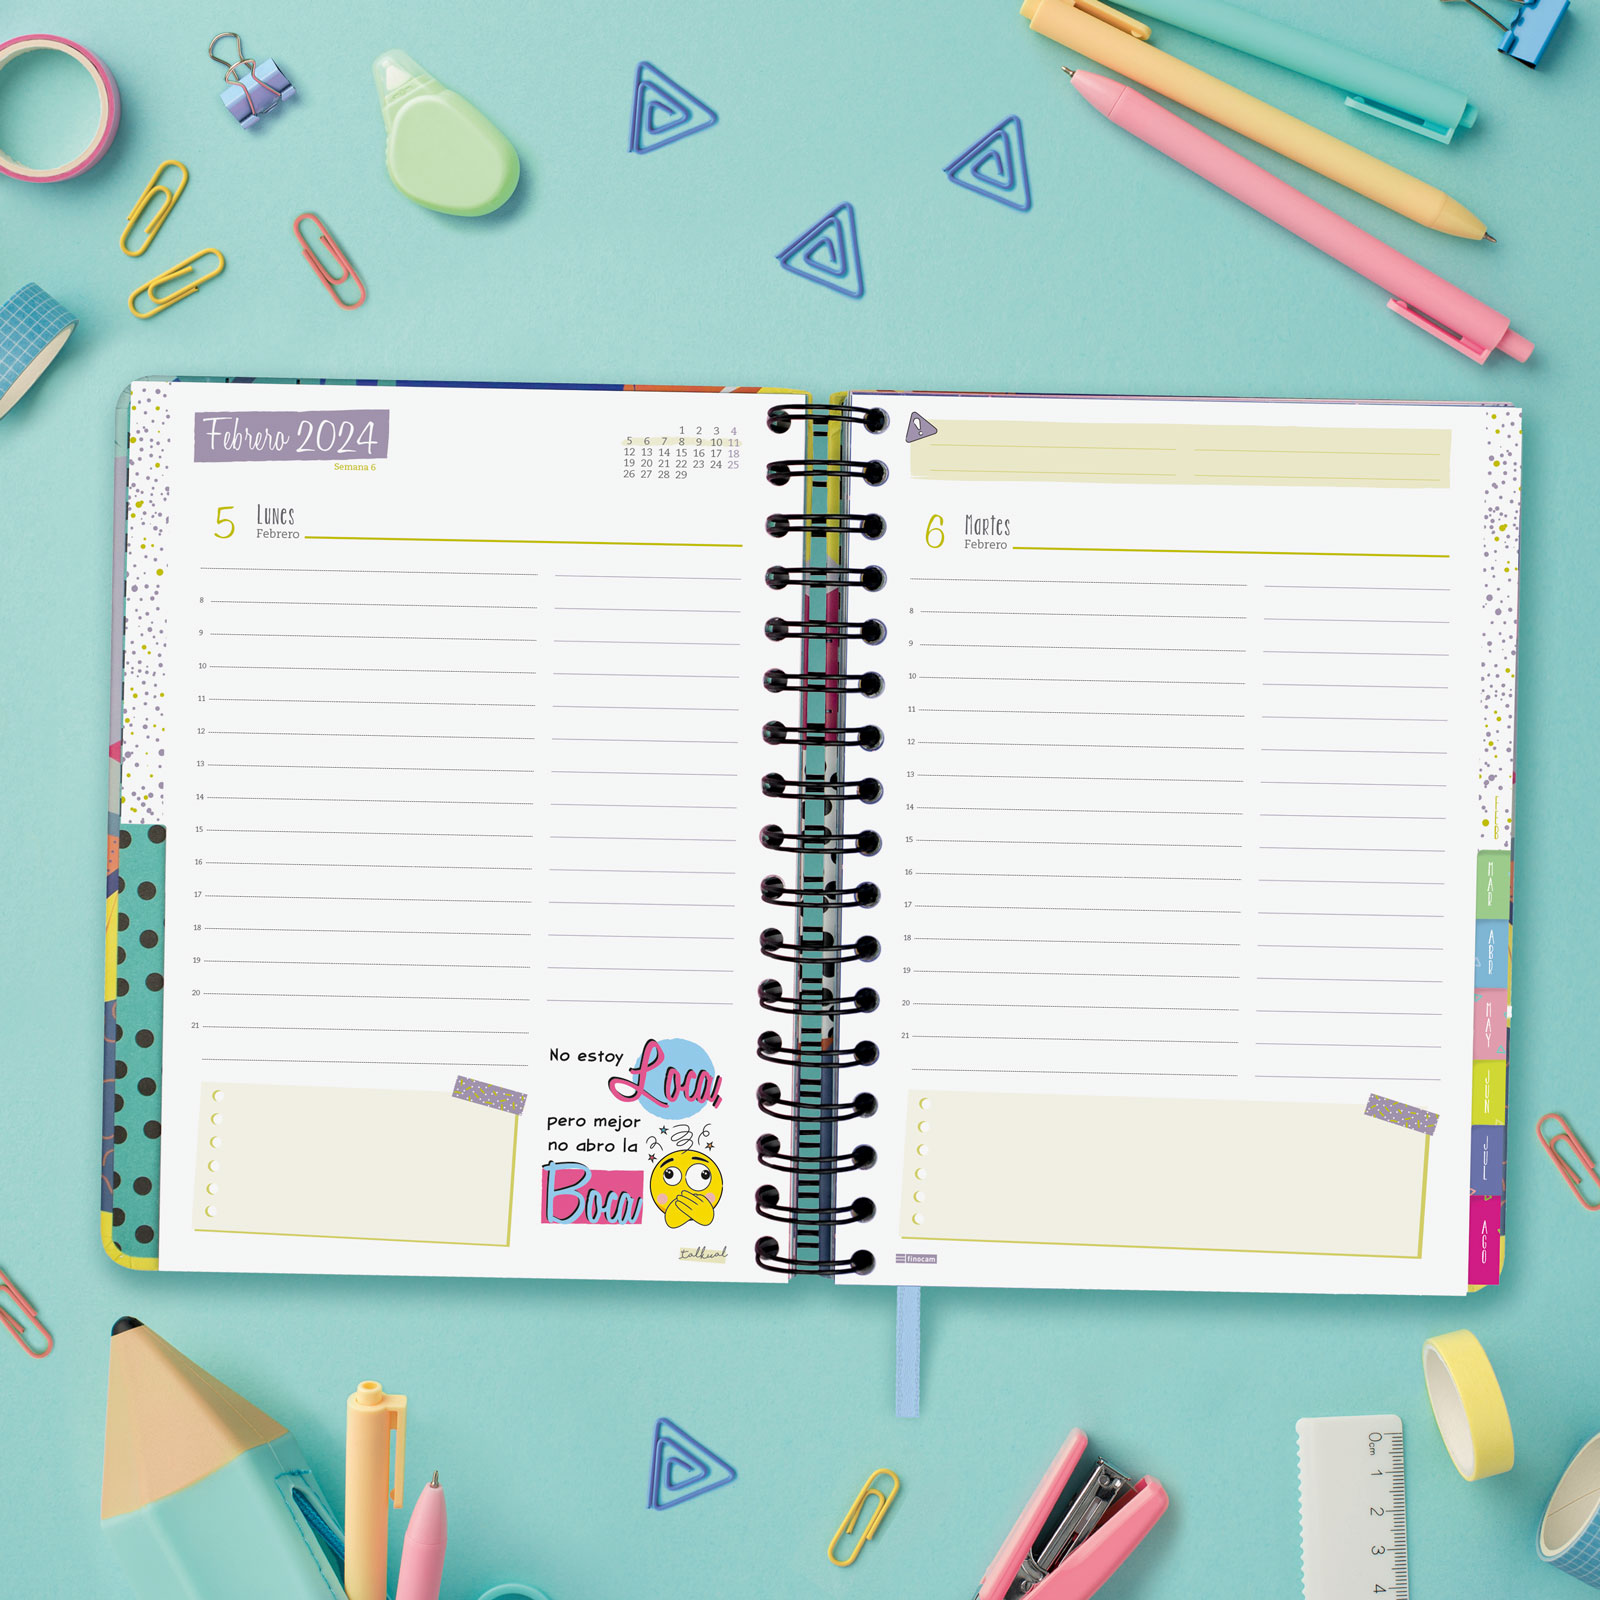 Febrero 2024
Semana 6
1 2 3 4
5 6 7 8 9 10 11
12 13 14 15 16 17 18
19 20 21 22 23 24 25
26 27 28 29
5 Lunes
Febrero
8
9
10
11
12
13
14
15
16
17
18
19
20
21
No estoy Loca,
pero mejor
no abro la
Boca
talkual
!
6 Martes
Febrero
8
9
10
11
12
13
14
15
16
17
18
19
20
21
finocam
FEB
MAR
ABR
MAY
JUN
JUL
AGO
0cm
1
2
3
4